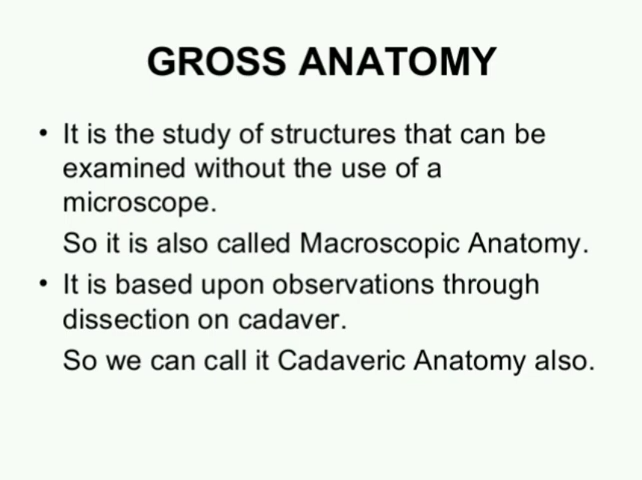 GROSS ANATOMY
• It is the study of structures that can be
examined without the use of a
microscope.
So it is also called Macroscopic Anatomy.
• It is based upon observations through
dissection on cadaver.
So we can call it Cadaveric Anatomy also.